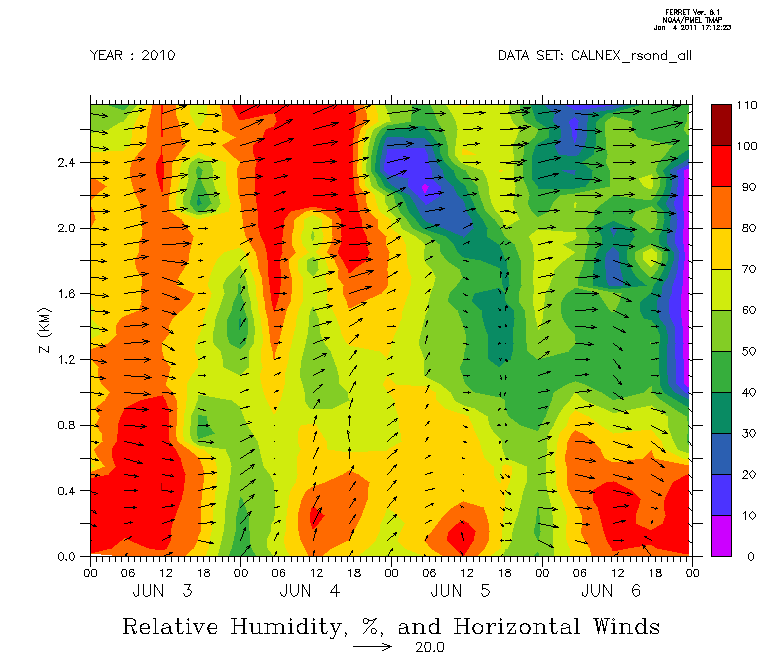 FERRET Ver. 6.1
NOAA/PMEL TMAP
Jan 4 2011 17:12:23
YEAR : 2010
DATA SET: CALNEX_rsond_all
110
100
90
80
70
60
50
40
30
20
10
0
2.4
2.0
1.6
1.2
0.8
0.4
0.0
Z (KM)
00 06 12 18 00 06 12 18 00 06 12 18 00 06 12 18 00
JUN 3 JUN 4 JUN 5 JUN 6
Relative Humidity, %, and Horizontal Winds
20.0